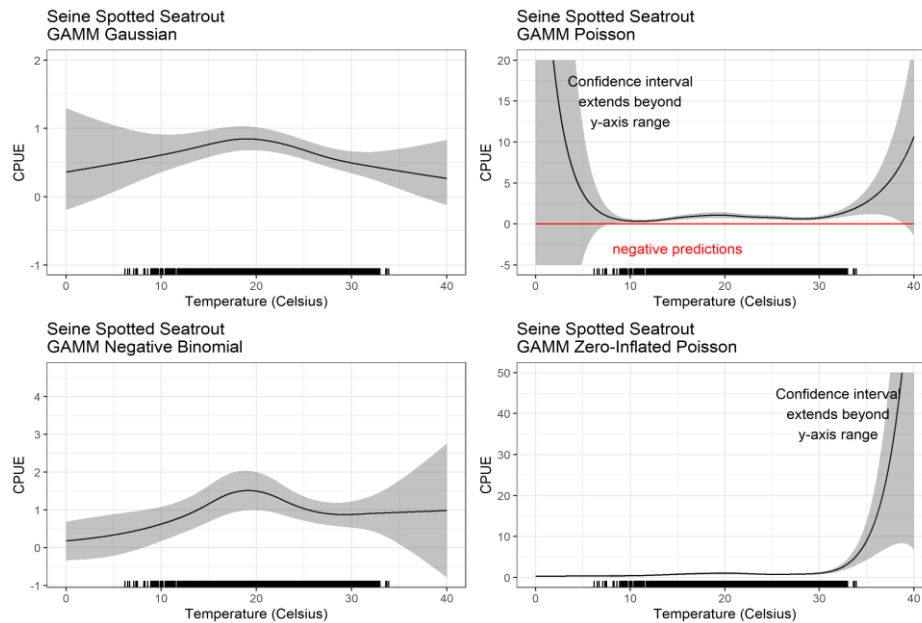 Seine Spotted Seatrout
GAMM Gaussian
2
1
0
-1
CPUE
0
10
20
30
40
Temperature (Celsius)
Seine Spotted Seatrout
GAMM Poisson
20
15
10
5
0
-5
CPUE
Confidence interval
extends beyond
y-axis range
negative predictions
0
10
20
30
40
Temperature (Celsius)
Seine Spotted Seatrout
GAMM Negative Binomial
4
3
2
1
0
-1
CPUE
0
10
20
30
40
Temperature (Celsius)
Seine Spotted Seatrout
GAMM Zero-Inflated Poisson
50
40
30
20
10
0
CPUE
Confidence interval
extends beyond
y-axis range
0
10
20
30
40
Temperature (Celsius)